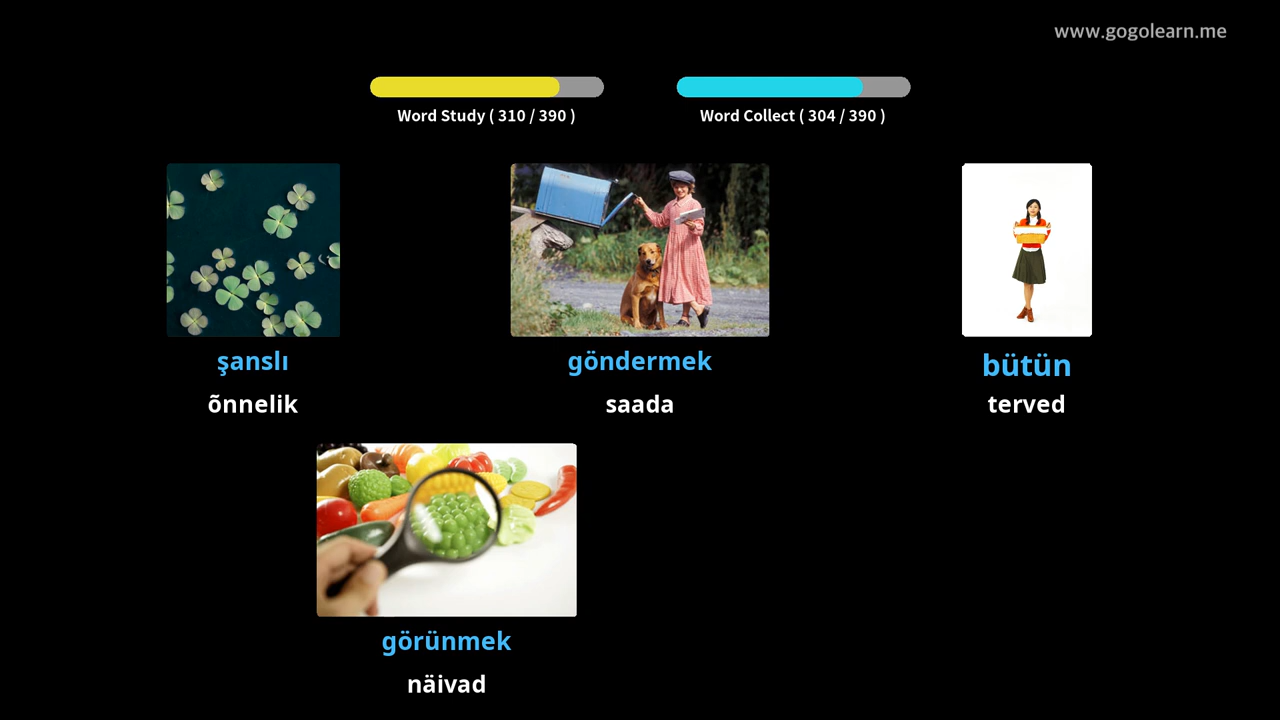 www.gogolearn.me
Word Study ( 310 / 390 )
Word Collect ( 304 / 390 )
şanslı
õnnelik
göndermek
saada
bütün
terved
görünmek
näivad